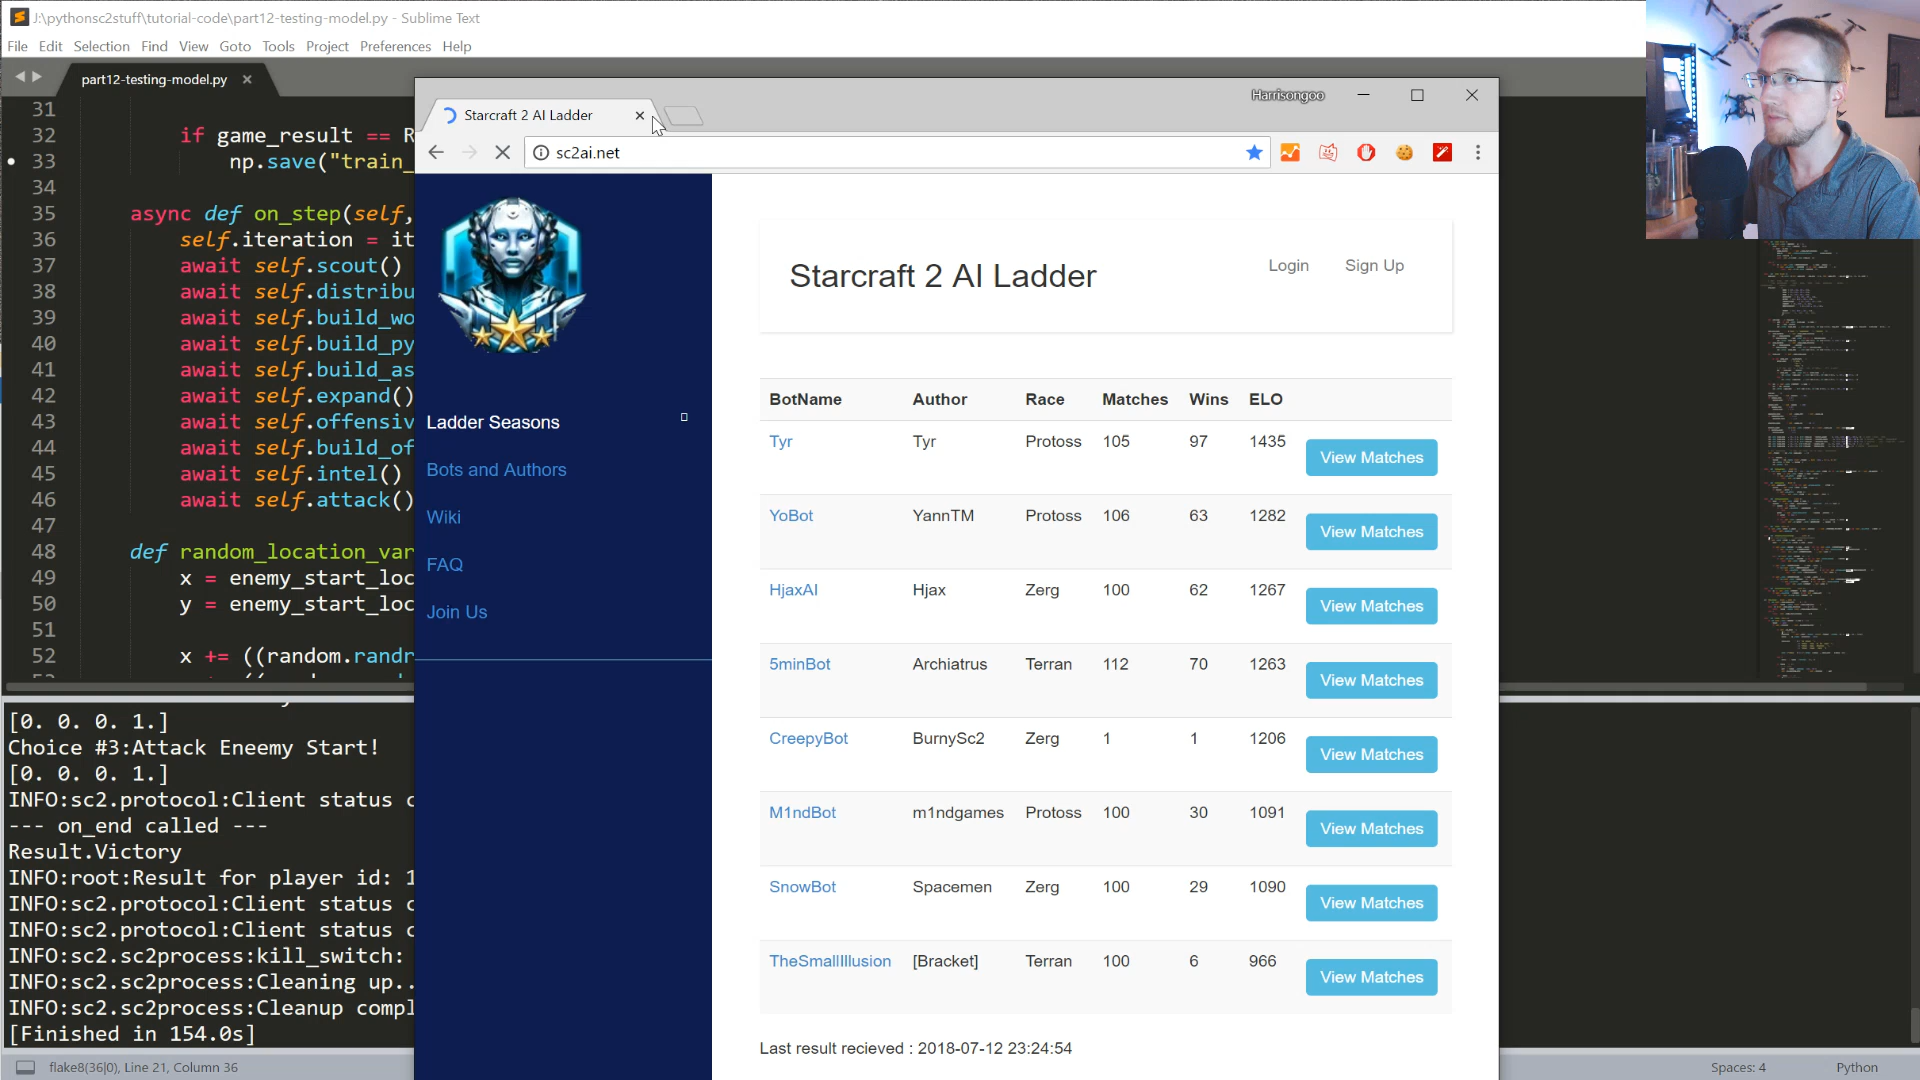 J:\pythonsc2stuff\tutorial-code\part12-testing-model.py - Sublime Text
File Edit Selection Find View Goto Tools Project Preferences Help
part12-testing-model.py
31
32 if game_result == R
33 np.save("train_
34
35 async def on_step(self,
36 self.iteration = it
37 await self.scout()
38 await self.distribu
39 await self.build_wo
40 await self.build_py
41 await self.build_as
42 await self.expand()
43 await self.offensiv
44 await self.build_of
45 await self.intel()
46 await self.attack()
47
48 def random_location_var
49 x = enemy_start_loc
50 y = enemy_start_loc
51
52 x += ((random.randr
[0. 0. 0. 1.]
Choice #3:Attack Eneemy Start!
[0. 0. 0. 1.]
INFO:sc2.protocol:Client status c
--- on_end called ---
Result.Victory
INFO:root:Result for player id: 1
INFO:sc2.protocol:Client status c
INFO:sc2.protocol:Client status c
INFO:sc2.sc2process:kill_switch:
INFO:sc2.sc2process:Cleaning up..
INFO:sc2.sc2process:Cleanup compl
[Finished in 154.0s]
flake8(36|0), Line 21, Column 36
Spaces: 4
Python
Starcraft 2 AI Ladder
Harrisongoo
sc2ai.net
Ladder Seasons
Bots and Authors
Wiki
FAQ
Join Us
Starcraft 2 AI Ladder
Login
Sign Up
BotName Author Race Matches Wins ELO
Tyr Tyr Protoss 105 97 1435 View Matches
YoBot YannTM Protoss 106 63 1282 View Matches
HjaxAI Hjax Zerg 100 62 1267 View Matches
5minBot Archiatrus Terran 112 70 1263 View Matches
CreepyBot BurnySc2 Zerg 1 1 1206 View Matches
M1ndBot m1ndgames Protoss 100 30 1091 View Matches
SnowBot Spacemen Zerg 100 29 1090 View Matches
TheSmallIllusion [Bracket] Terran 100 6 966 View Matches
Last result recieved : 2018-07-12 23:24:54